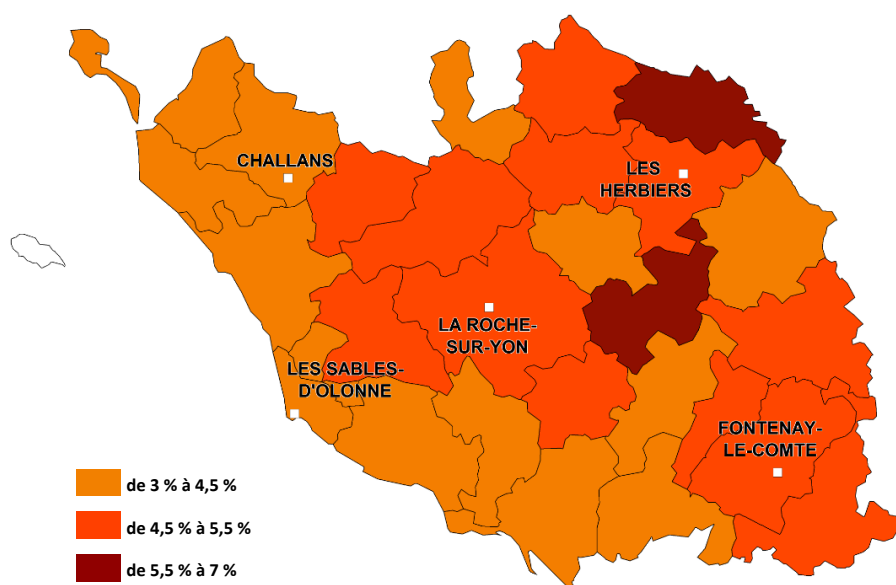 CHALLANS
LES
HERBIERS
LA ROCHE-
SUR-YON
LES SABLES-
D'OLONNE
FONTENAY-
LE-COMTE
de 3 % à 4,5 %
de 4,5 % à 5,5 %
de 5,5 % à 7 %